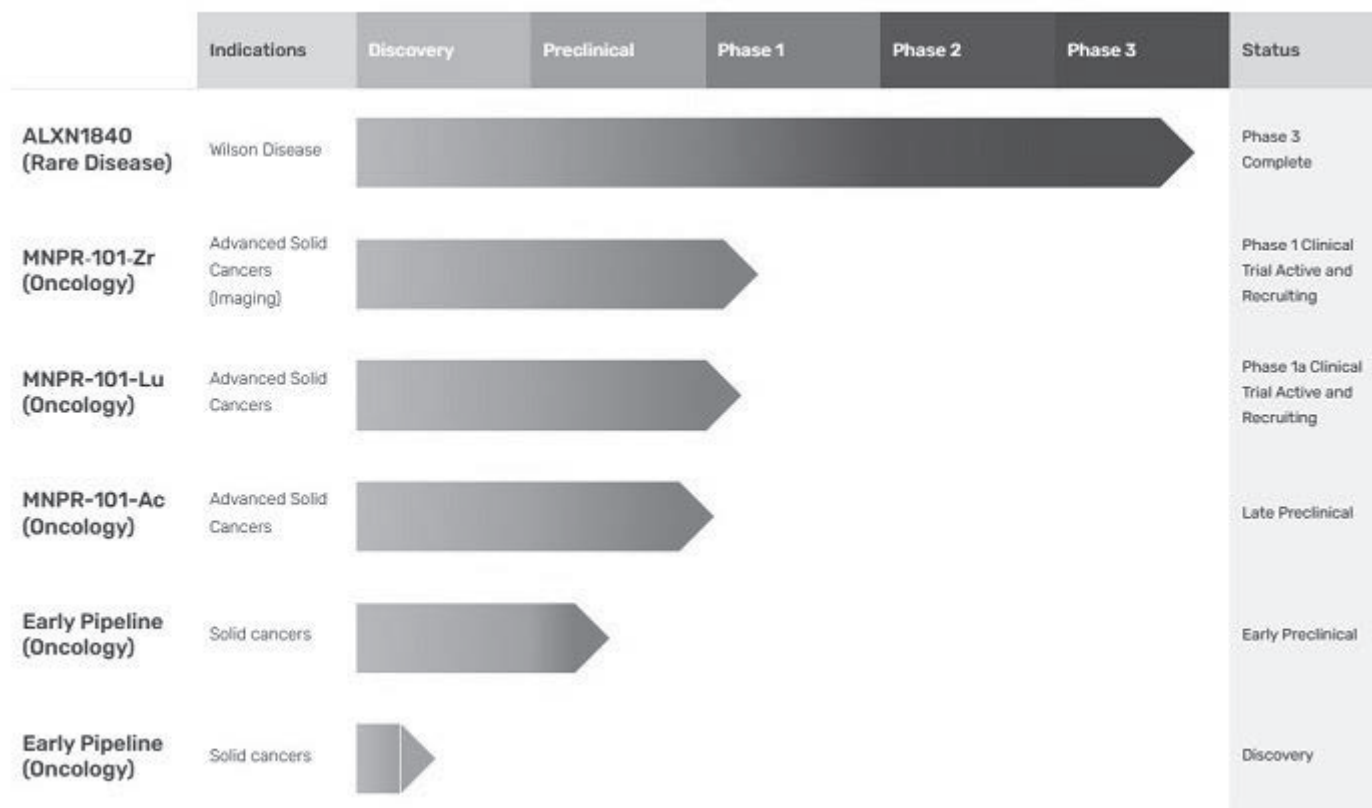 Indications Discovery Preclinical Phase 1 Phase 2 Phase 3 Status
ALXN1840
(Rare Disease)
Wilson Disease
Phase 3
Complete
MNPR-101-Zr
(Oncology)
Advanced Solid
Cancers
(Imaging)
Phase 1 Clinical
Trial Active and
Recruiting
MNPR-101-Lu
(Oncology)
Advanced Solid
Cancers
Phase 1a Clinical
Trial Active and
Recruiting
MNPR-101-Ac
(Oncology)
Advanced Solid
Cancers
Late Preclinical
Early Pipeline
(Oncology)
Solid cancers
Early Preclinical
Early Pipeline
(Oncology)
Solid cancers
Discovery